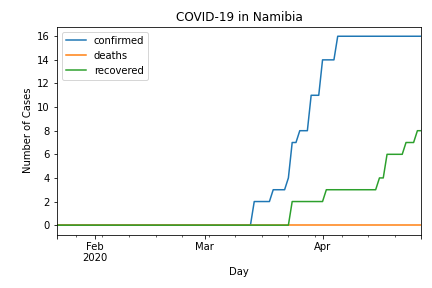 COVID-19 in Namibia
confirmed
deaths
recovered
16
14
12
10
8
6
4
2
0
Number of Cases
Feb
2020
Mar
Apr
Day